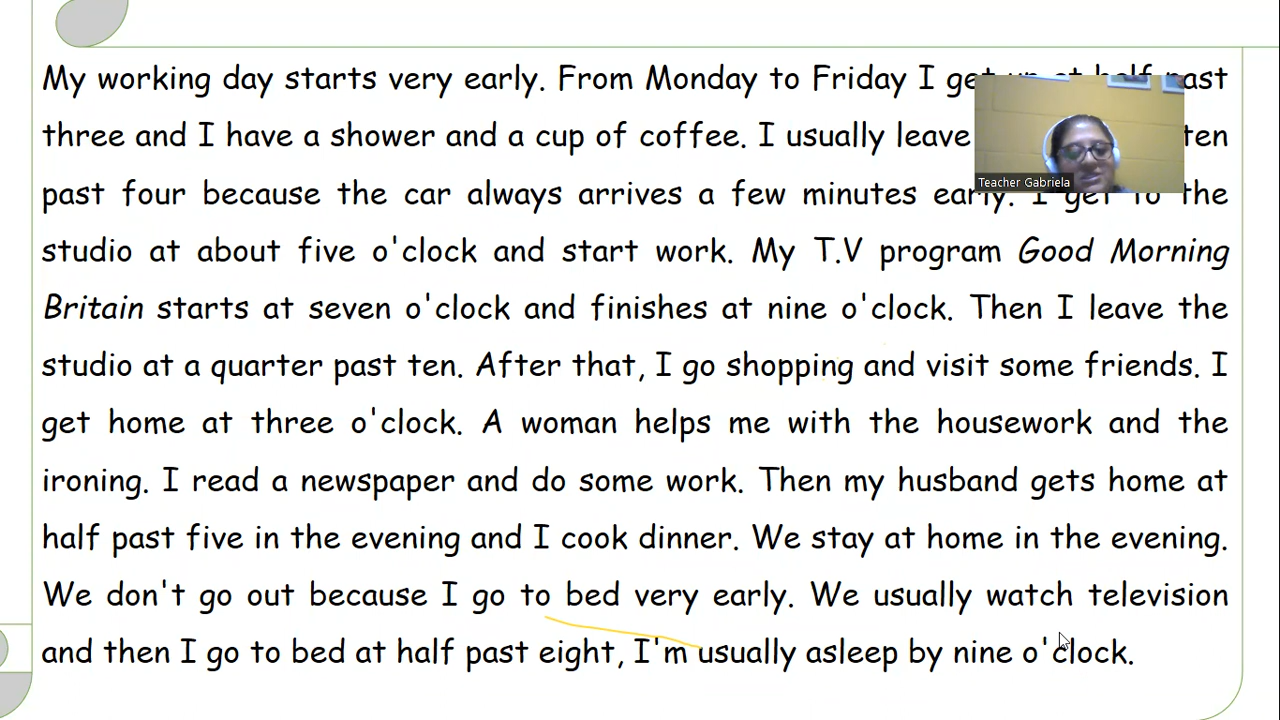 My working day starts very early. From Monday to Friday I get up at half past
three and I have a shower and a cup of coffee. I usually leave ten
past four because the car always arrives a few minutes early. I get to the
studio at about five o'clock and start work. My T.V program Good Morning
Britain starts at seven o'clock and finishes at nine o'clock. Then I leave the
studio at a quarter past ten. After that, I go shopping and visit some friends. I
get home at three o'clock. A woman helps me with the housework and the
ironing. I read a newspaper and do some work. Then my husband gets home at
half past five in the evening and I cook dinner. We stay at home in the evening.
We don't go out because I go to bed very early. We usually watch television
and then I go to bed at half past eight, I'm usually asleep by nine o'clock.
Teacher Gabriela